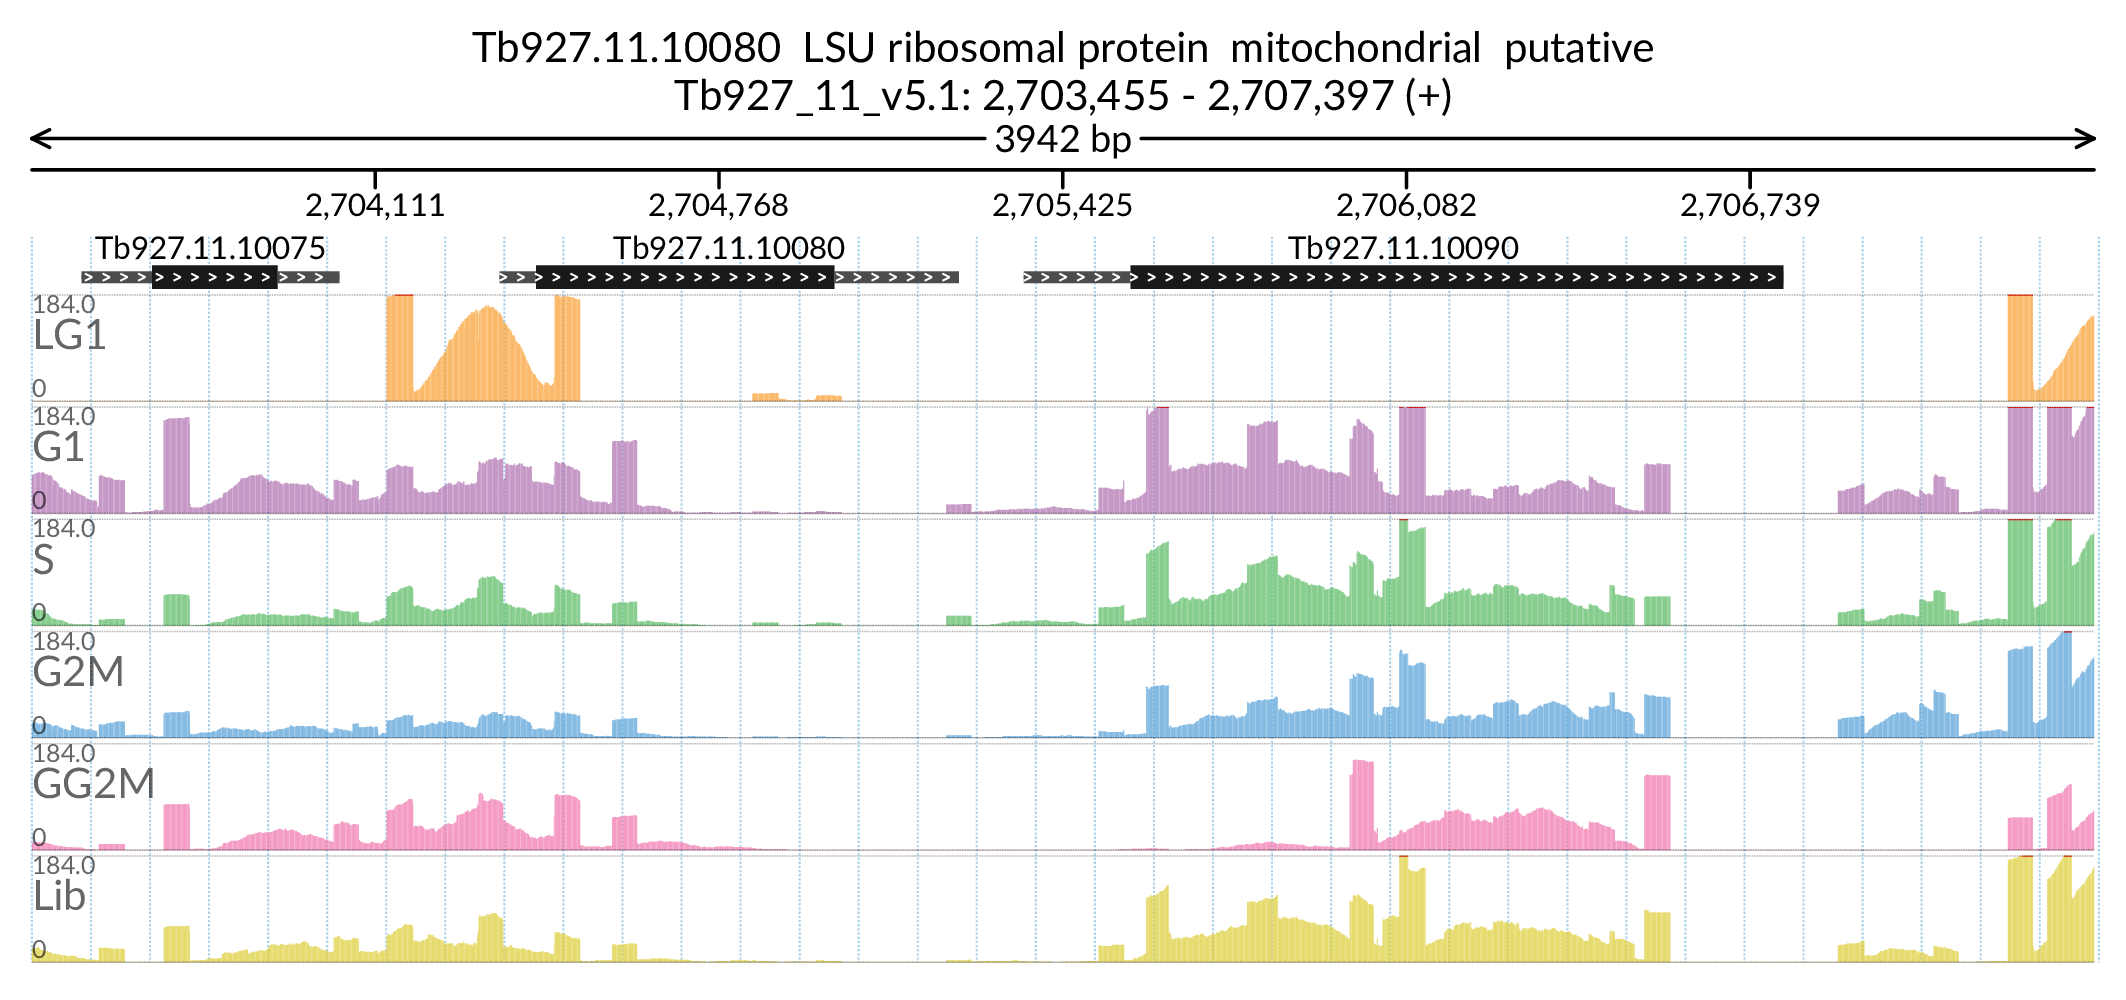 Tb927.11.10080 LSU ribosomal protein mitochondrial putative
Tb927_11_v5.1: 2,703,455 - 2,707,397 (+)
3942 bp
2,704,111 2,704,768 2,705,425 2,706,082 2,706,739
Tb927.11.10075 Tb927.11.10080 Tb927.11.10090
184.0
LG1
0
184.0
G1
0
184.0
S
0
184.0
G2M
0
184.0
GG2M
0
184.0
Lib
0